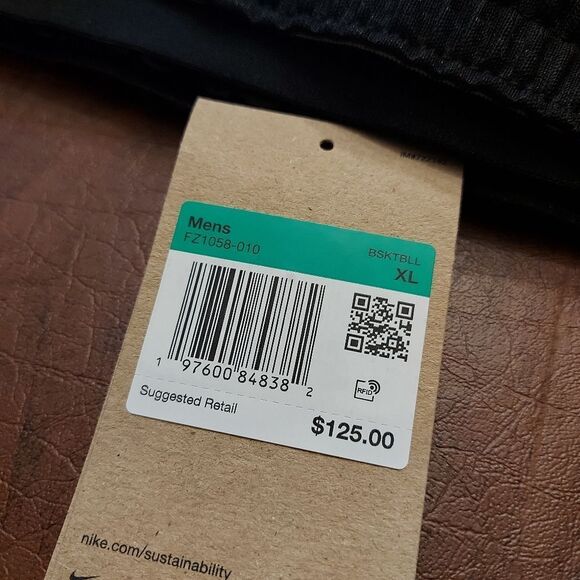 Mens
FZ1058-010
BSKTBLL
XL
1 97600 84838 2
RFID
Suggested Retail
$125.00
nike.com/sustainability